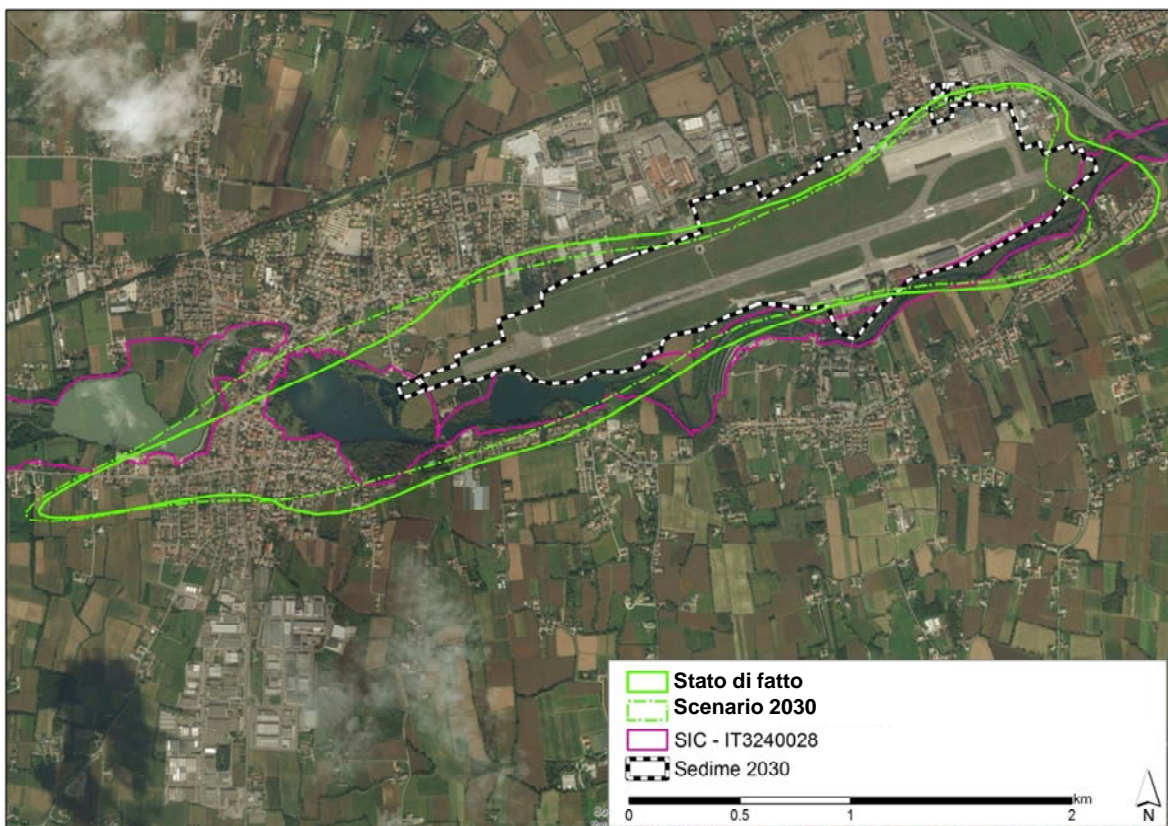 Stato di fatto
Scenario 2030
SIC - IT3240028
Sedime 2030
km
0 0.5 1 2
N